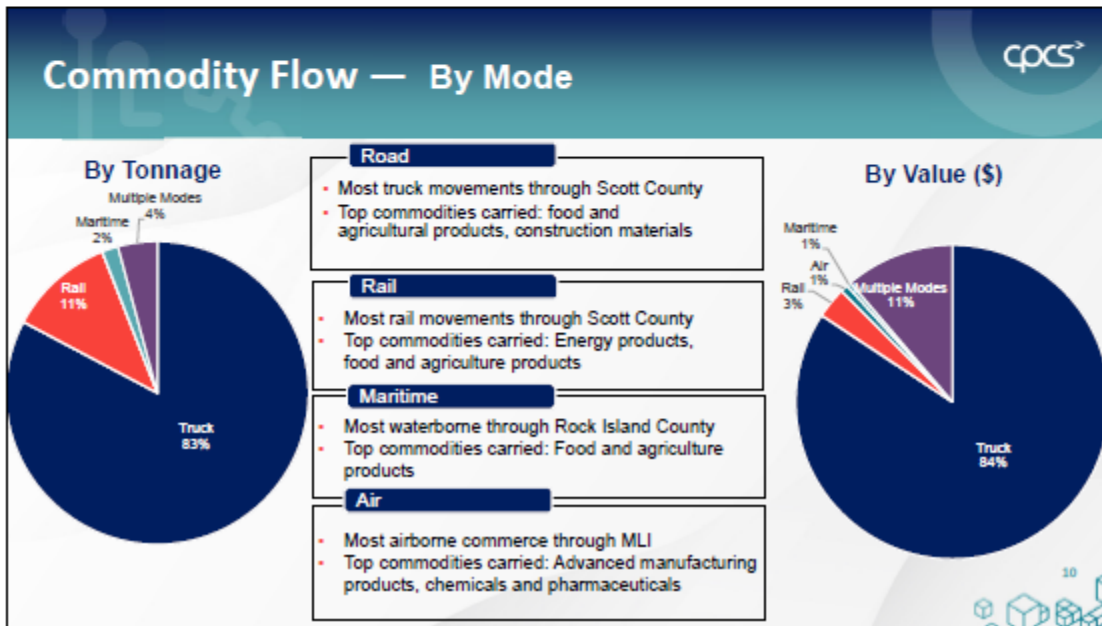 cpcs
Commodity Flow — By Mode
By Tonnage
Multiple Modes
4%
Maritime
2%
Rail
11%
Truck
83%
Road
• Most truck movements through Scott County
• Top commodities carried: food and
agricultural products, construction materials
Rail
• Most rail movements through Scott County
• Top commodities carried: Energy products,
food and agriculture products
Maritime
• Most waterborne through Rock Island County
• Top commodities carried: Food and agriculture
products
Air
• Most airborne commerce through MLI
• Top commodities carried: Advanced manufacturing
products, chemicals and pharmaceuticals
By Value ($)
Maritime
1%
Air
1%
Rail
3%
Multiple Modes
11%
Truck
84%
10